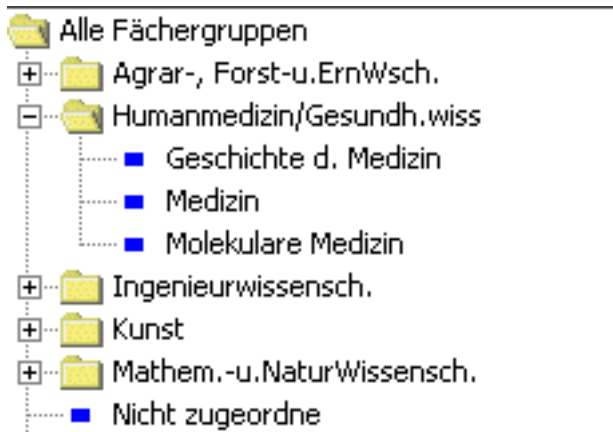 Alle Fächergruppen
Agrar-, Forst-u.ErnWsch.
Humanmedizin/Gesundh.wiss
Geschichte d. Medizin
Medizin
Molekulare Medizin
Ingenieurwissensch.
Kunst
Mathem.-u.NaturWissensch.
Nicht zugeordne